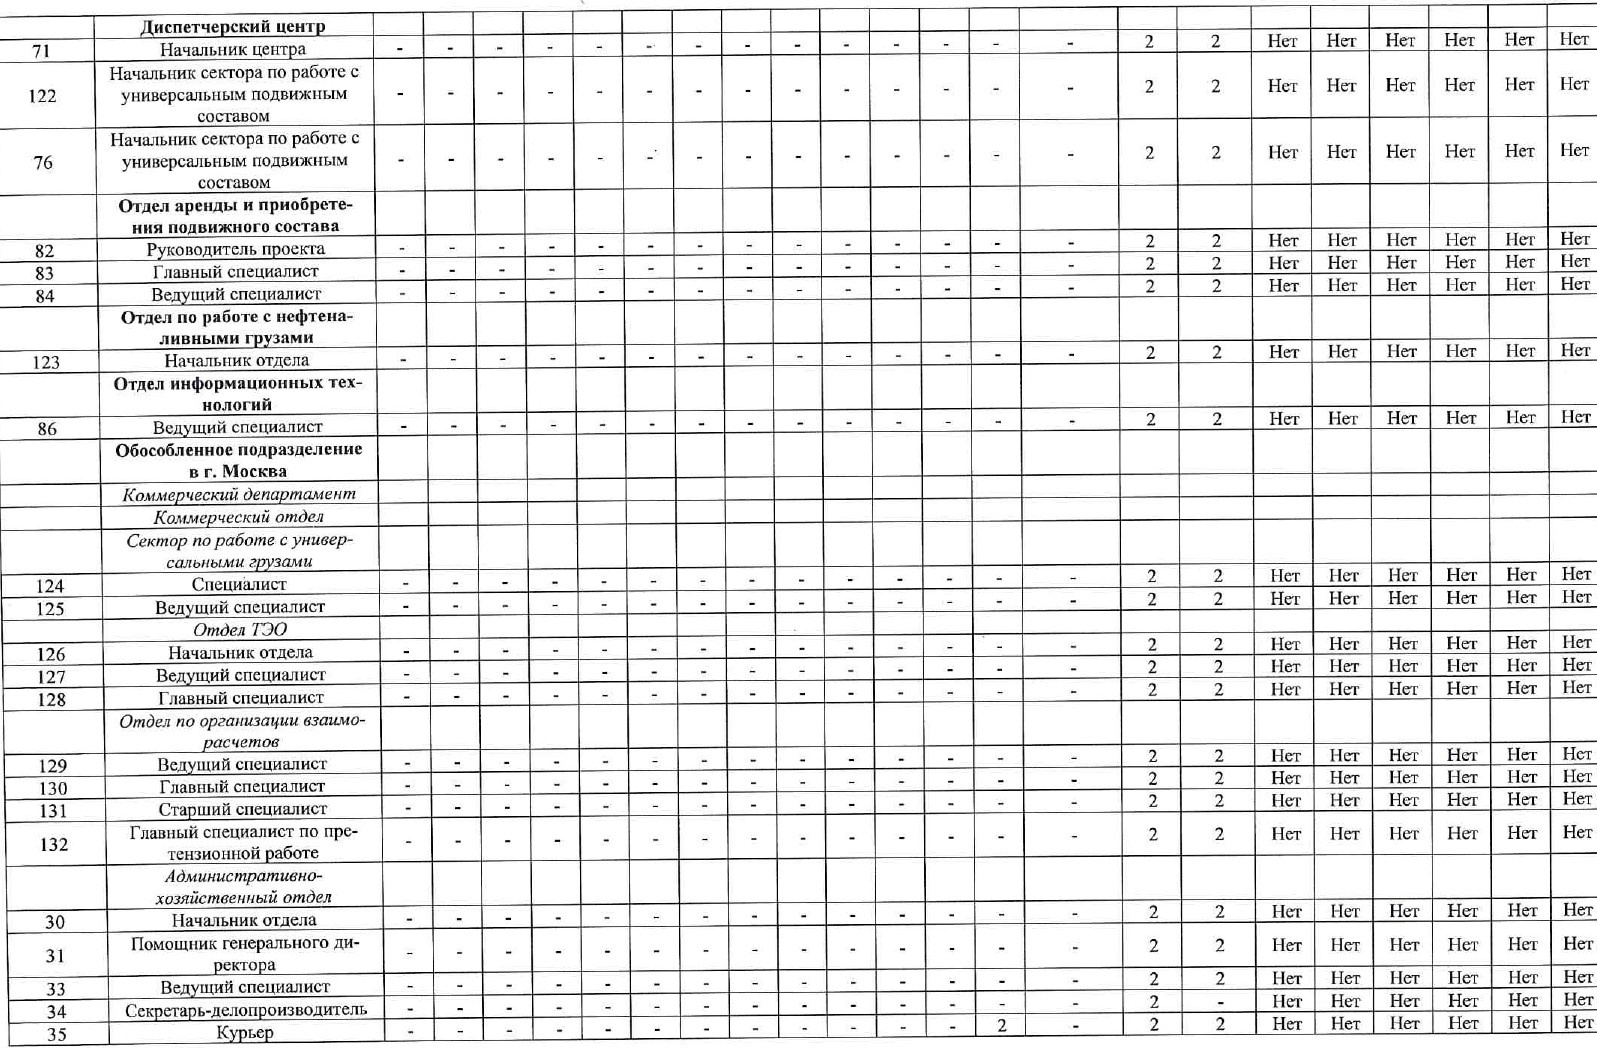 Диспетчерский центр
71 Начальник центра - - - - - - - - - - - - - - 2 2 Нет Нет Нет Нет Нет Нет
Начальник сектора по работе с
122 универсальным подвижным - - - - - - - - - - - - - - 2 2 Нет Нет Нет Нет Нет Нет
составом
Начальник сектора по работе с
76 универсальным подвижным - - - - - - - - - - - - - - 2 2 Нет Нет Нет Нет Нет Нет
составом
Отдел аренды и приобрете-
ния подвижного состава
82 Руководитель проекта - - - - - - - - - - - - - - 2 2 Нет Нет Нет Нет Нет Нет
83 Главный специалист - - - - - - - - - - - - - - 2 2 Нет Нет Нет Нет Нет Нет
84 Ведущий специалист - - - - - - - - - - - - - - 2 2 Нет Нет Нет Нет Нет Нет
Отдел по работе с нефтена-
ливными грузами
123 Начальник отдела - - - - - - - - - - - - - - 2 2 Нет Нет Нет Нет Нет Нет
Отдел информационных тех-
нологий
86 Ведущий специалист - - - - - - - - - - - - - - 2 2 Нет Нет Нет Нет Нет Нет
Обособленное подразделение
в г. Москва
Коммерческий департамент
Коммерческий отдел
Сектор по работе с универ-
сальными грузами
124 Специалист - - - - - - - - - - - - - - 2 2 Нет Нет Нет Нет Нет Нет
125 Ведущий специалист - - - - - - - - - - - - - - 2 2 Нет Нет Нет Нет Нет Нет
Отдел ТЭО
126 Начальник отдела - - - - - - - - - - - - - - 2 2 Нет Нет Нет Нет Нет Нет
127 Ведущий специалист - - - - - - - - - - - - - - 2 2 Нет Нет Нет Нет Нет Нет
128 Главный специалист - - - - - - - - - - - - - - 2 2 Нет Нет Нет Нет Нет Нет
Отдел по организации взаимо-
расчетов
129 Ведущий специалист - - - - - - - - - - - - - - 2 2 Нет Нет Нет Нет Нет Нет
130 Главный специалист - - - - - - - - - - - - - - 2 2 Нет Нет Нет Нет Нет Нет
131 Старший специалист - - - - - - - - - - - - - - 2 2 Нет Нет Нет Нет Нет Нет
132 Главный специалист по пре- - - - - - - - - - - - - - - 2 2 Нет Нет Нет Нет Нет Нет
тензионной работе
Административно-
хозяйственный отдел
30 Начальник отдела - - - - - - - - - - - - - - 2 2 Нет Нет Нет Нет Нет Нет
31 Помощник генерального ди- - - - - - - - - - - - - - - 2 2 Нет Нет Нет Нет Нет Нет
ректора
33 Ведущий специалист - - - - - - - - - - - - - - 2 2 Нет Нет Нет Нет Нет Нет
34 Секретарь-делопроизводитель - - - - - - - - - - - - - - 2 - Нет Нет Нет Нет Нет Нет
35 Курьер - - - - - - - - - - - - 2 - 2 2 Нет Нет Нет Нет Нет Нет